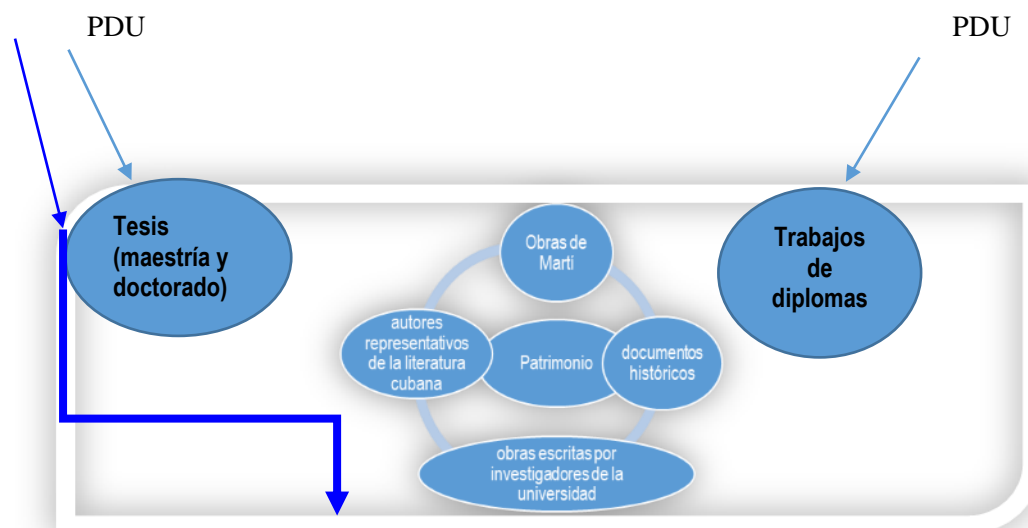 PDU
PDU
Tesis
(maestría y
doctorado)
Trabajos
de
diplomas
Obras de
Martí
autores
representativos
de la literatura
cubana
Patrimonio
documentos
históricos
obras escritas por
investigadores de la
universidad